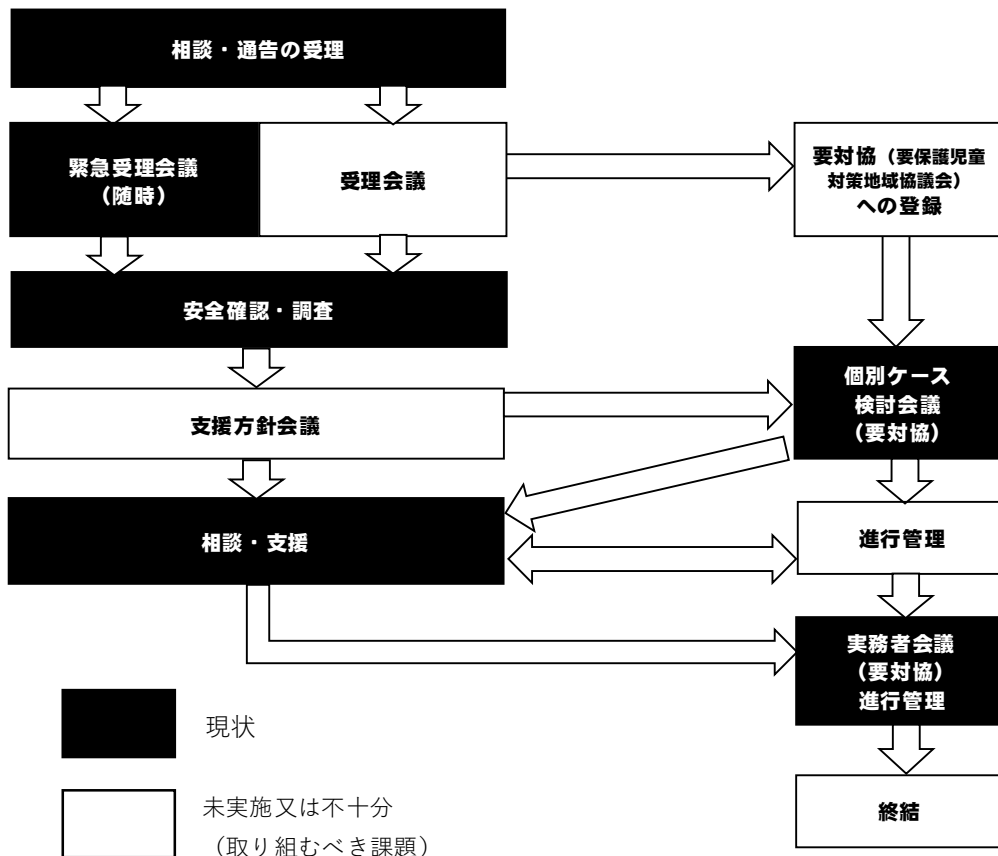 相談・通告の受理
緊急受理会議
（随時）
受理会議
要対協（要保護児童
対策地域協議会）
への登録
安全確認・調査
支援方針会議
個別ケース
検討会議
（要対協）
相談・支援
進行管理
実務者会議
（要対協）
進行管理
終結
現状
未実施又は不十分
（取り組むべき課題）